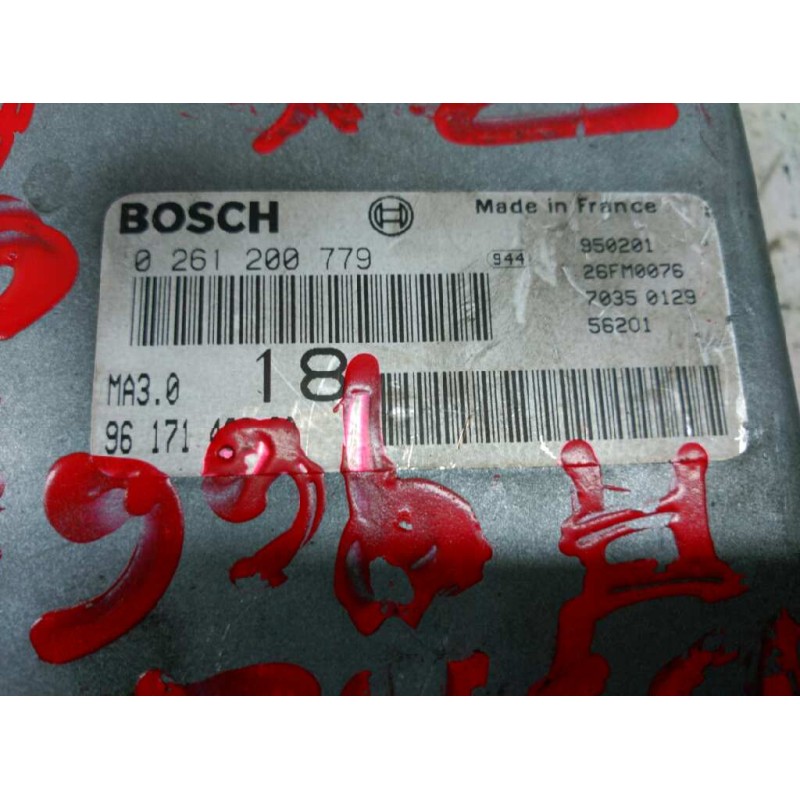 BOSCH Made in France
0 261 200 779 944 950201
26FM0076
7035 0129
56201
18
MA3.0
96 171
996 H